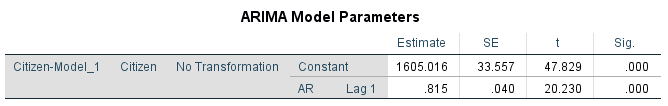 ARIMA Model Parameters
Estimate SE t Sig.
Citizen-Model_1 Citizen No Transformation Constant 1605.016 33.557 47.829 .000
AR Lag 1 .815 .040 20.230 .000